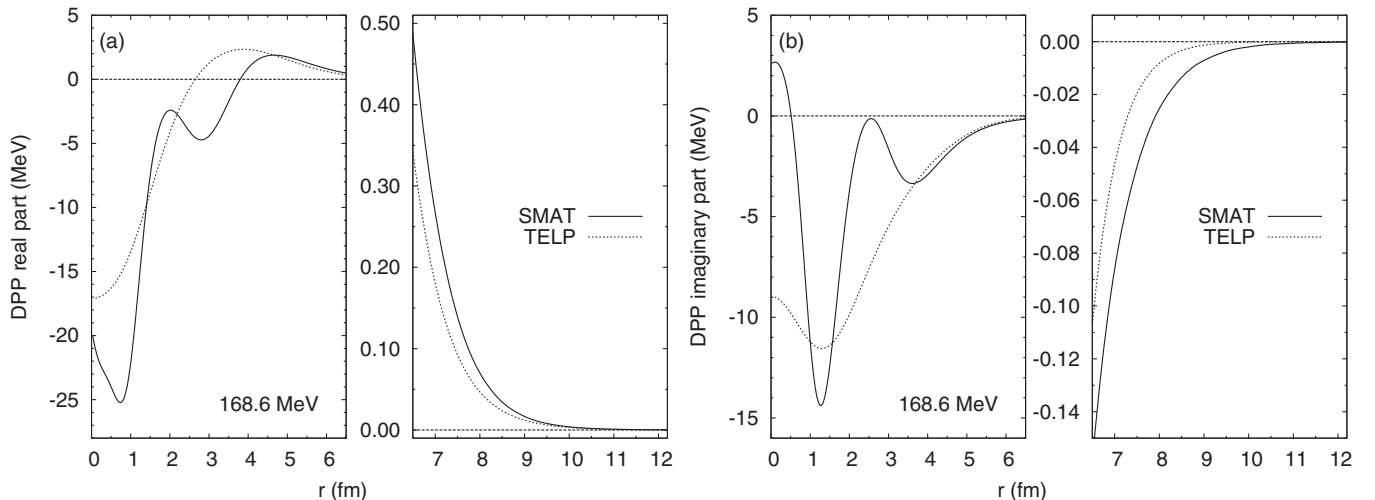 (a)
DPP real part (MeV)
5
0
-5
-10
-15
-20
-25
0 1 2 3 4 5 6
168.6 MeV
0.50
0.40
0.30
0.20
0.10
0.00
7 8 9 10 11 12
SMAT
TELP
r (fm)
(b)
DPP imaginary part (MeV)
5
0
-5
-10
-15
0 1 2 3 4 5 6
168.6 MeV
0.00
-0.02
-0.04
-0.06
-0.08
-0.10
-0.12
-0.14
7 8 9 10 11 12
SMAT
TELP
r (fm)